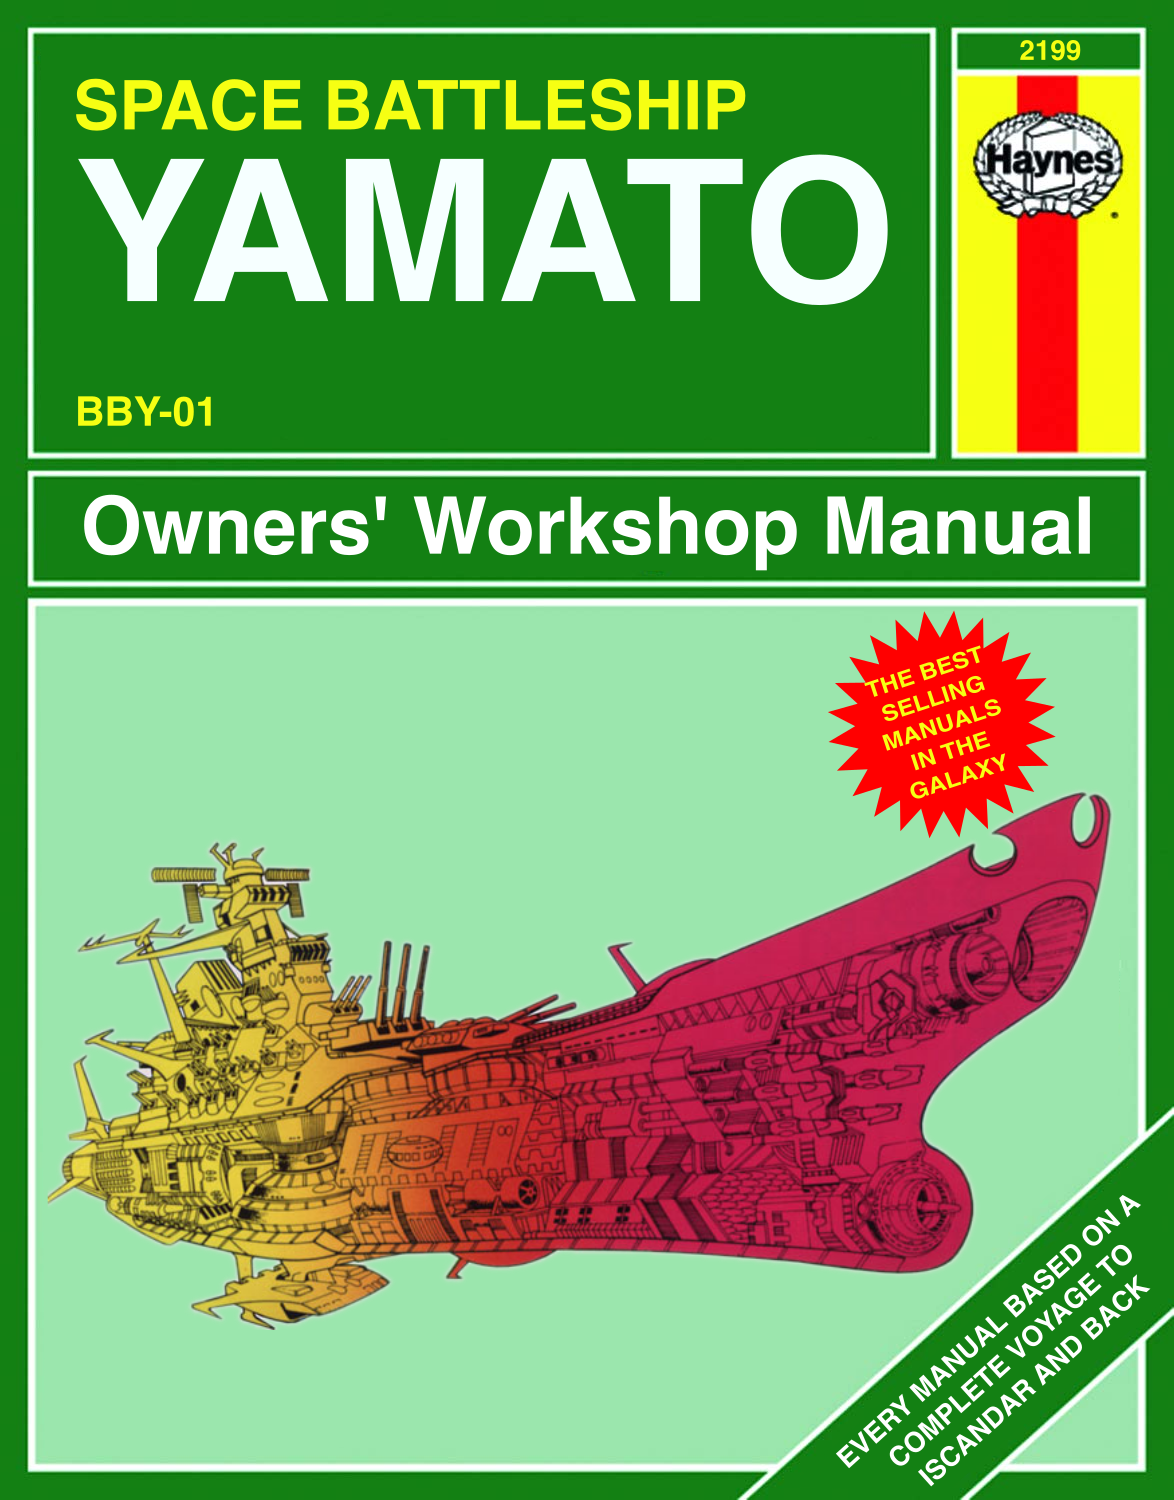 SPACE BATTLESHIP
YAMATO
BBY-01
2199
Haynes
Owners' Workshop Manual
THE BEST
SELLING
MANUALS
IN THE
GALAXY
EVERY MANUAL BASED ON A
COMPLETE VOYAGE TO
ISCANDAR AND BACK